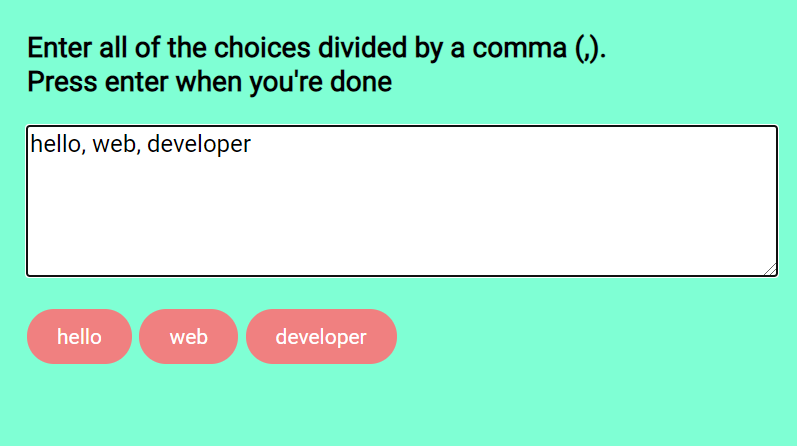 Enter all of the choices divided by a comma (,).
Press enter when you're done
hello, web, developer
hello web developer